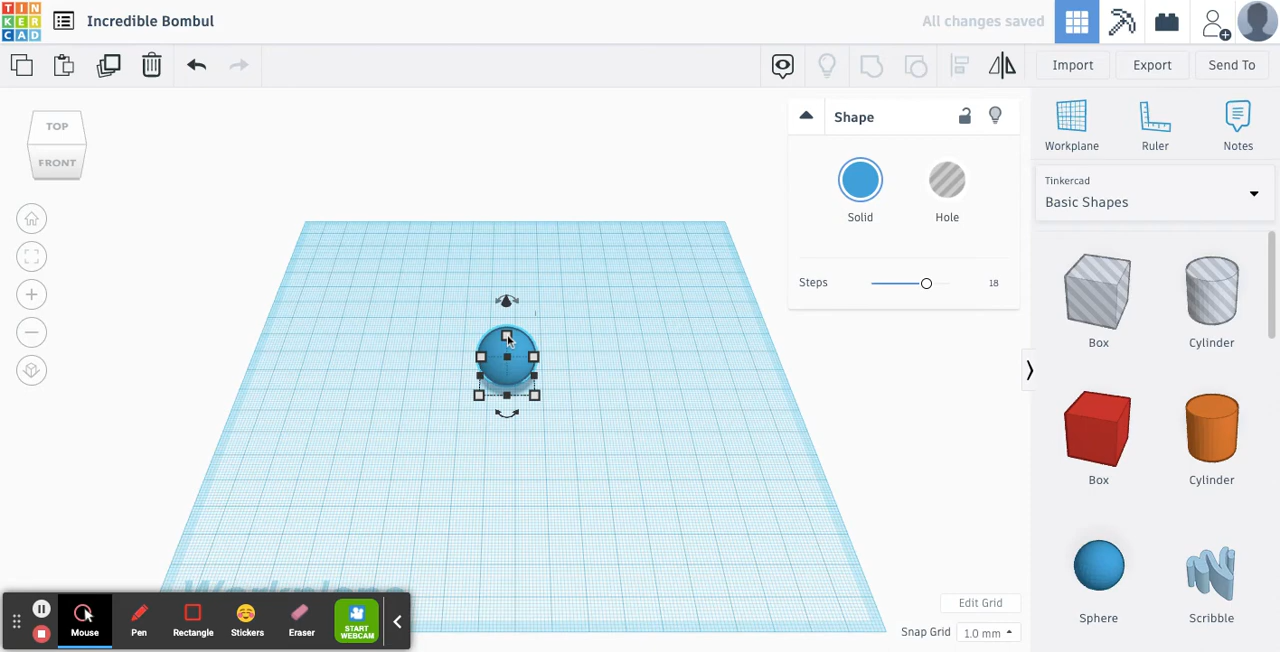 TIN
KER
CAD
Incredible Bombul
All changes saved
Import
Export
Send To
TOP
FRONT
Shape
Solid
Hole
Steps
18
Workplane
Ruler
Notes
Tinkercad
Basic Shapes
Box
Cylinder
Box
Cylinder
Sphere
Scribble
Workplane
Edit Grid
Snap Grid
1.0 mm
Mouse
Pen
Rectangle
Stickers
Eraser
START
WEBCAM